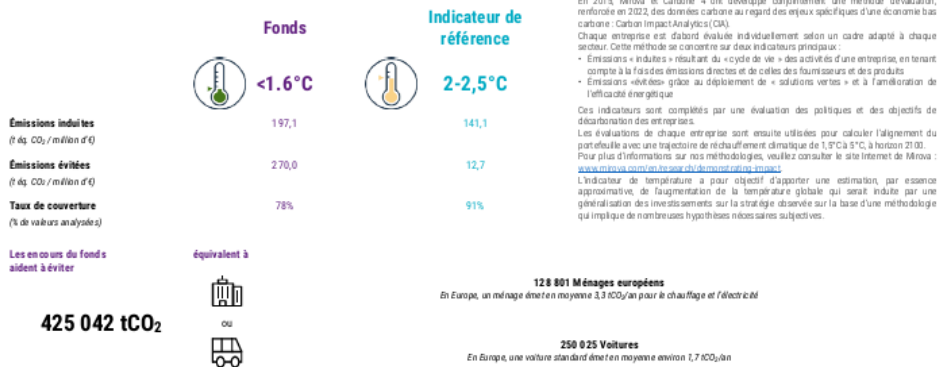 Fonds
Indicateur de
référence
<1.6°C
2-2,5°C
Émissions induites
197,1
141,1
(t éq. CO₂ / million d'€)
Émissions évitées
270,0
12,7
(t éq. CO₂ / million d'€)
Taux de couverture
78%
91%
(% de valeurs analysées)
Les encours du fonds
aident à éviter
équivalent à
425 042 tCO₂
ou
128 801 Ménages européens
En Europe, un ménage émet en moyenne 3,3 tCO₂/an pour le chauffage et l'électricité
250 025 Voitures
En Europe, une voiture standard émet en moyenne environ 1,7 tCO₂/an
En 2015, Mirova et Carbone 4 ont développé conjointement une méthode d'évaluation,
renforcée en 2022, des données carbone au regard des enjeux spécifiques d'une économie bas
carbone : Carbon Impact Analytics (CIA).
Chaque entreprise est d'abord évaluée individuellement selon un cadre adapté à chaque
secteur. Cette méthode se concentre sur deux indicateurs principaux :
• Émissions « induites » résultant du « cycle de vie » des activités d'une entreprise, en tenant
compte à la fois des émissions directes et de celles des fournisseurs et des produits
• Émissions «évitées» grâce au déploiement de « solutions vertes » et à l'amélioration de
l'efficacité énergétique
Ces indicateurs sont complétés par une évaluation des politiques et des objectifs de
décarbonation des entreprises.
Les évaluations de chaque entreprise sont ensuite utilisées pour calculer l'alignement du
portefeuille avec une trajectoire de réchauffement climatique de 1,5°C à 5°C, à horizon 2100.
Pour plus d'informations sur nos méthodologies, veuillez consulter le site Internet de Mirova :
www.mirova.com/en/research/demonstrating-impact.
L'indicateur de température a pour objectif d'apporter une estimation, par essence
approximative, de l'augmentation de la température globale qui serait induite par une
généralisation des investissements sur la stratégie observée sur la base d'une méthodologie
qui implique de nombreuses hypothèses nécessaires subjectives.